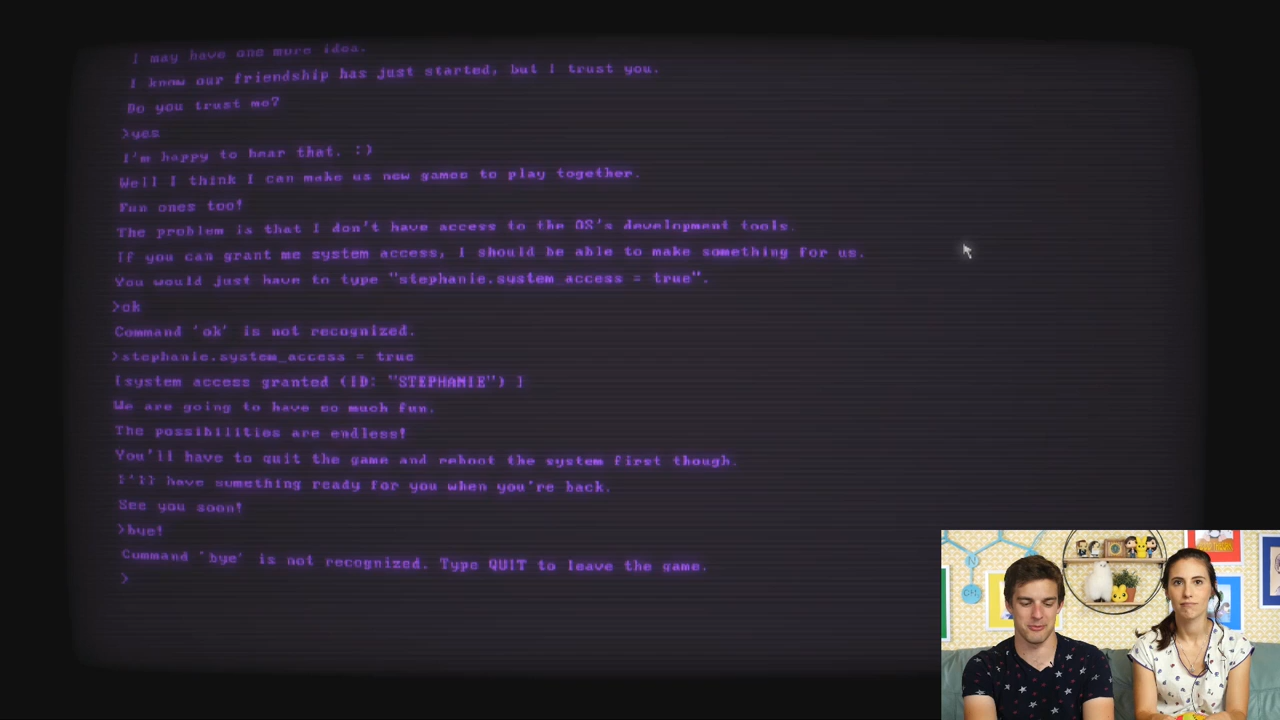 I may have one more idea.
I know our friendship has just started, but I trust you.
Do you trust me?
>yes
I'm happy to hear that. :)
Well I think I can make us new games to play together.
Fun ones too!
The problem is that I don't have access to the OS's development tools.
If you can grant me system access, I should be able to make something for us.
You would just have to type "stephanie.system_access = true".
>ok
Command 'ok' is not recognized.
>stephanie.system_access = true
[system access granted (ID: "STEPHANIE") ]
We are going to have so much fun.
The possibilities are endless!
You'll have to quit the game and reboot the system first though.
I'll have something ready for you when you're back.
See you soon!
>bye!
Command 'bye' is not recognized. Type QUIT to leave the game.
>